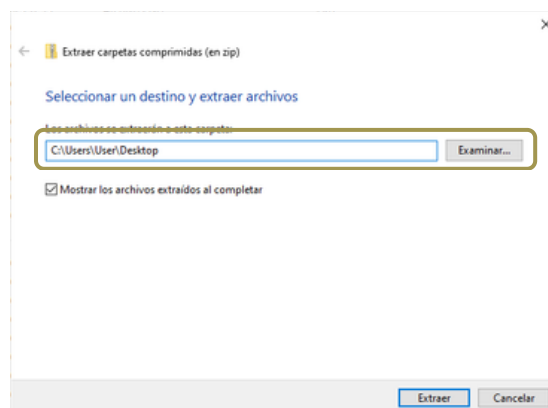 Extraer carpetas comprimidas (en zip)
Seleccionar un destino y extraer archivos
Los archivos se extraerán a esta carpeta:
C:\Users\User\Desktop
Examinar...
Mostrar los archivos extraídos al completar
Extraer
Cancelar